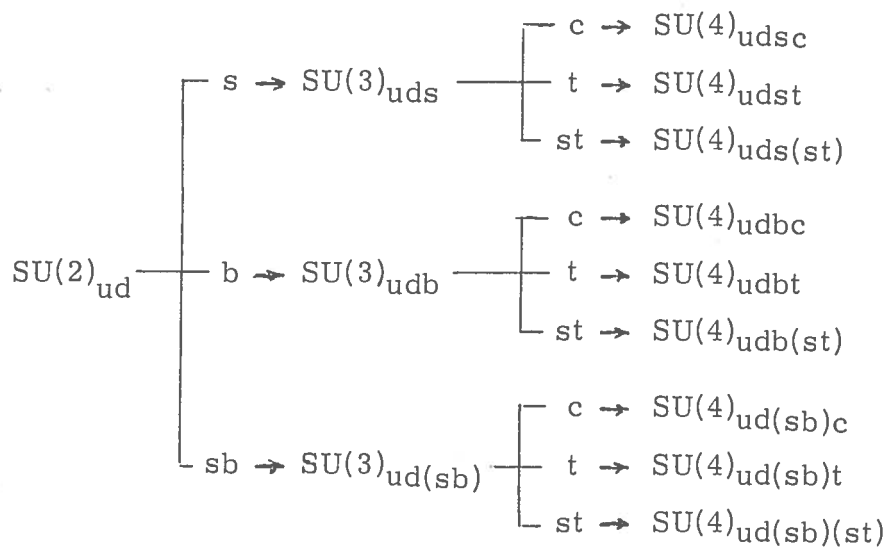 c → SU(4)udsc
s → SU(3)uds t → SU(4)udst
st → SU(4)uds(st)
c → SU(4)udbc
SU(2)ud b → SU(3)udb t → SU(4)udbt
st → SU(4)udb(st)
c → SU(4)ud(sb)c
sb → SU(3)ud(sb) t → SU(4)ud(sb)t
st → SU(4)ud(sb)(st)